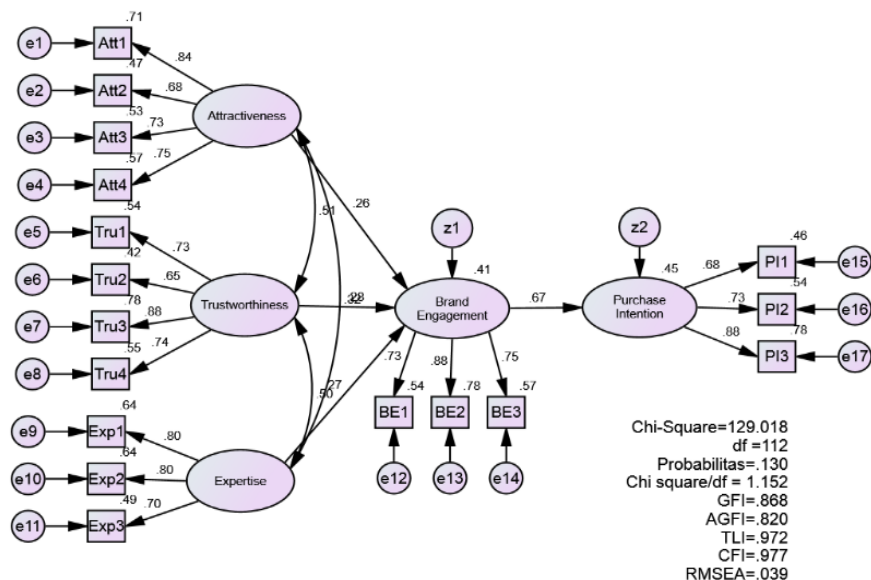 .71
e1
Att1
.84
.47
e2
Att2
.68
.53
e3
Att3
.73
.57
e4
Att4
.75
Attractiveness
.54
e5
Tru1
.73
.42
e6
Tru2
.65
.78
e7
Tru3
.88
.55
e8
Tru4
.74
Trustworthiness
.64
e9
Exp1
.80
.64
e10
Exp2
.80
.49
e11
Exp3
.70
Expertise
.51
.50
.26
.27
z1
.41
Brand
Engagement
.73
.88
.75
.54
.78
.57
BE1
BE2
BE3
e12
e13
e14
.67
z2
.45
Purchase
Intention
.68
.46
PI1
e15
.73
.54
PI2
e16
.88
.78
PI3
e17
Chi-Square=129.018
df =112
Probabilitas=.130
Chi square/df = 1.152
GFI=.868
AGFI=.820
TLI=.972
CFI=.977
RMSEA=.039